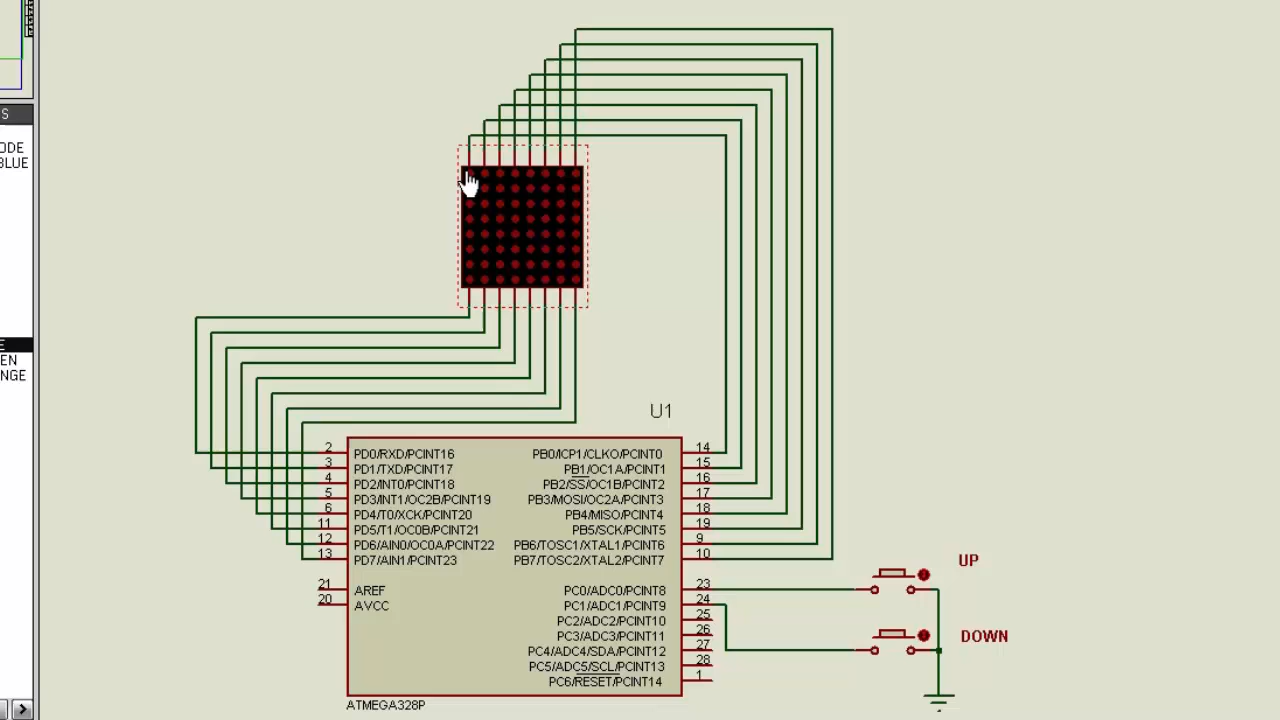 S
ODE
BLUE
E
EN
NGE
U1
2 PD0/RXD/PCINT16 PB0/ICP1/CLKO/PCINT0 14
3 PD1/TXD/PCINT17 PB1/OC1A/PCINT1 15
4 PD2/INT0/PCINT18 PB2/SS/OC1B/PCINT2 16
5 PD3/INT1/OC2B/PCINT19 PB3/MOSI/OC2A/PCINT3 17
6 PD4/T0/XCK/PCINT20 PB4/MISO/PCINT4 18
11 PD5/T1/OC0B/PCINT21 PB5/SCK/PCINT5 19
12 PD6/AIN0/OC0A/PCINT22 PB6/TOSC1/XTAL1/PCINT6 9
13 PD7/AIN1/PCINT23 PB7/TOSC2/XTAL2/PCINT7 10
UP
21 AREF PC0/ADC0/PCINT8 23
20 AVCC PC1/ADC1/PCINT9 24
PC2/ADC2/PCINT10 25
PC3/ADC3/PCINT11 26
DOWN
PC4/ADC4/SDA/PCINT12 27
PC5/ADC5/SCL/PCINT13 28
PC6/RESET/PCINT14 1
ATMEGA328P